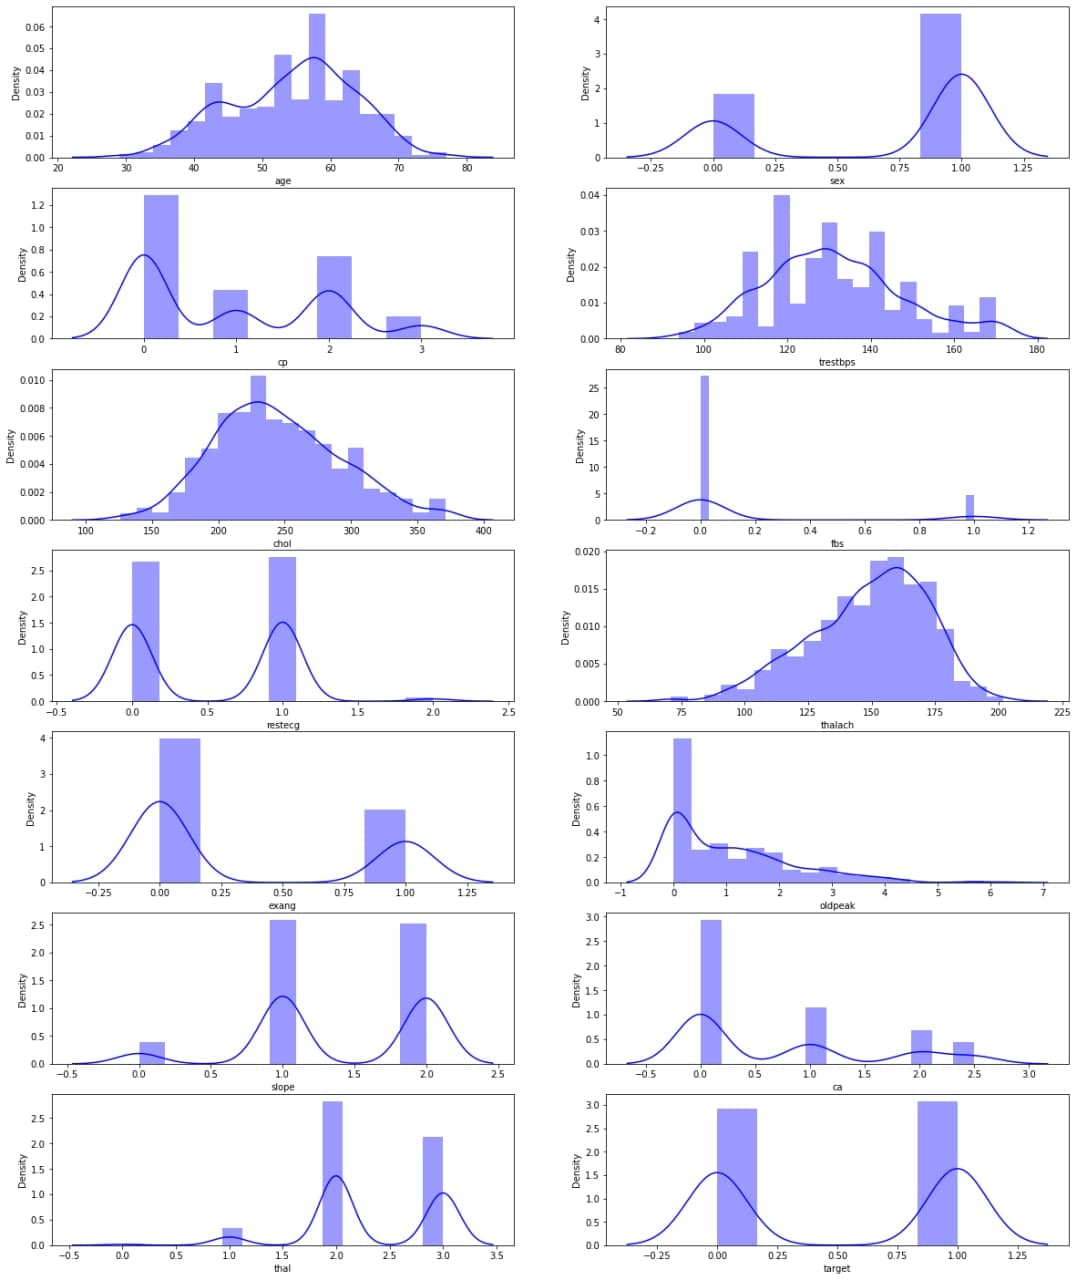 0.06
0.05
0.04
0.03
0.02
0.01
0.00
Density
20 30 40 50 60 70 80
age
4
3
2
1
0
Density
−0.25 0.00 0.25 0.50 0.75 1.00 1.25
sex
1.2
1.0
0.8
0.6
0.4
0.2
0.0
Density
0 1 2 3
cp
0.04
0.03
0.02
0.01
0.00
Density
80 100 120 140 160 180
trestbps
0.010
0.008
0.006
0.004
0.002
0.000
Density
100 150 200 250 300 350 400
chol
25
20
15
10
5
0
Density
−0.2 0.0 0.2 0.4 0.6 0.8 1.0 1.2
fbs
2.5
2.0
1.5
1.0
0.5
0.0
Density
−0.5 0.0 0.5 1.0 1.5 2.0 2.5
restecg
0.020
0.015
0.010
0.005
0.000
Density
50 75 100 125 150 175 200 225
thalach
4
3
2
1
0
Density
−0.25 0.00 0.25 0.50 0.75 1.00 1.25
exang
1.0
0.8
0.6
0.4
0.2
0.0
Density
−1 0 1 2 3 4 5 6 7
oldpeak
2.5
2.0
1.5
1.0
0.5
0.0
Density
−0.5 0.0 0.5 1.0 1.5 2.0 2.5
slope
3.0
2.5
2.0
1.5
1.0
0.5
0.0
Density
−0.5 0.0 0.5 1.0 1.5 2.0 2.5 3.0
ca
2.5
2.0
1.5
1.0
0.5
0.0
Density
−0.5 0.0 0.5 1.0 1.5 2.0 2.5 3.0 3.5
thal
3.0
2.5
2.0
1.5
1.0
0.5
0.0
Density
−0.25 0.00 0.25 0.50 0.75 1.00 1.25
target